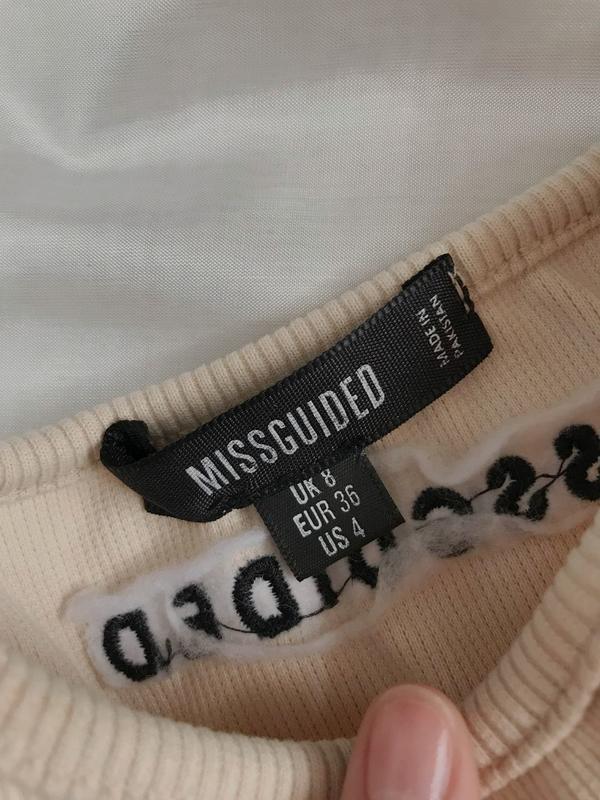 MISSGUIDED
MADE IN
PAKISTAN
UK 8
EUR 36
US 4